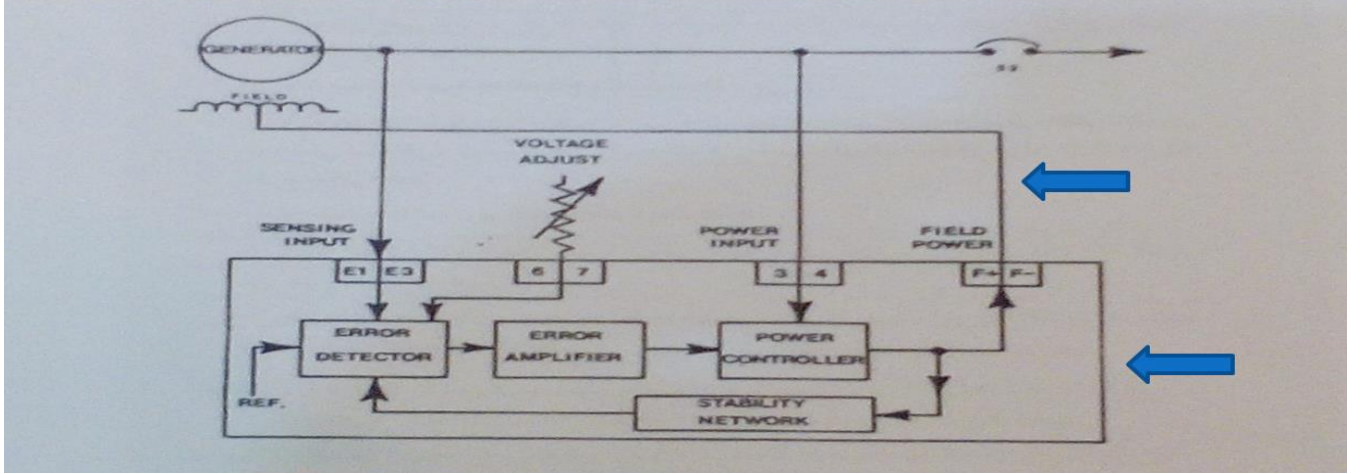 GENERATOR
FIELD
52
VOLTAGE
ADJUST
SENSING
INPUT
POWER
INPUT
FIELD
POWER
E1 E3
6 7
3 4
F+ F-
ERROR
DETECTOR
ERROR
AMPLIFIER
POWER
CONTROLLER
REF.
STABILITY
NETWORK